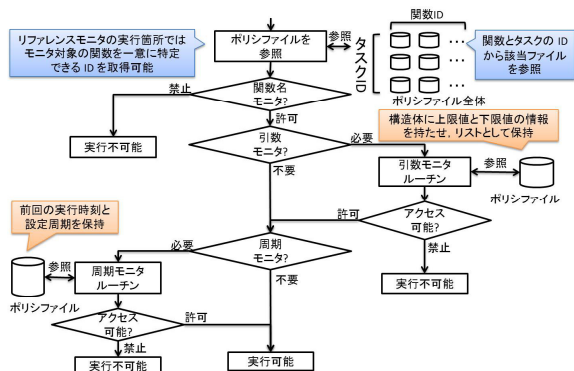 リファレンスモニタの実行箇所では
モニタ対象の関数を一意に特定
できる ID を取得可能
ポリシファイルを
参照
参照
関数ID
タスクID
・・・
・・・
・・・
ポリシファイル全体
関数とタスクの ID
から該当ファイル
を参照
関数名
モニタ?
禁止
許可
実行不可能
構造体に上限値と下限値の情報
を持たせ, リストとして保持
引数
モニタ?
必要
不要
引数モニタ
ルーチン
参照
ポリシファイル
アクセス
可能?
許可
禁止
実行不可能
前回の実行時刻と
設定周期を保持
周期
モニタ?
必要
不要
参照
周期モニタ
ルーチン
ポリシファイル
アクセス
可能?
許可
禁止
実行不可能
実行可能